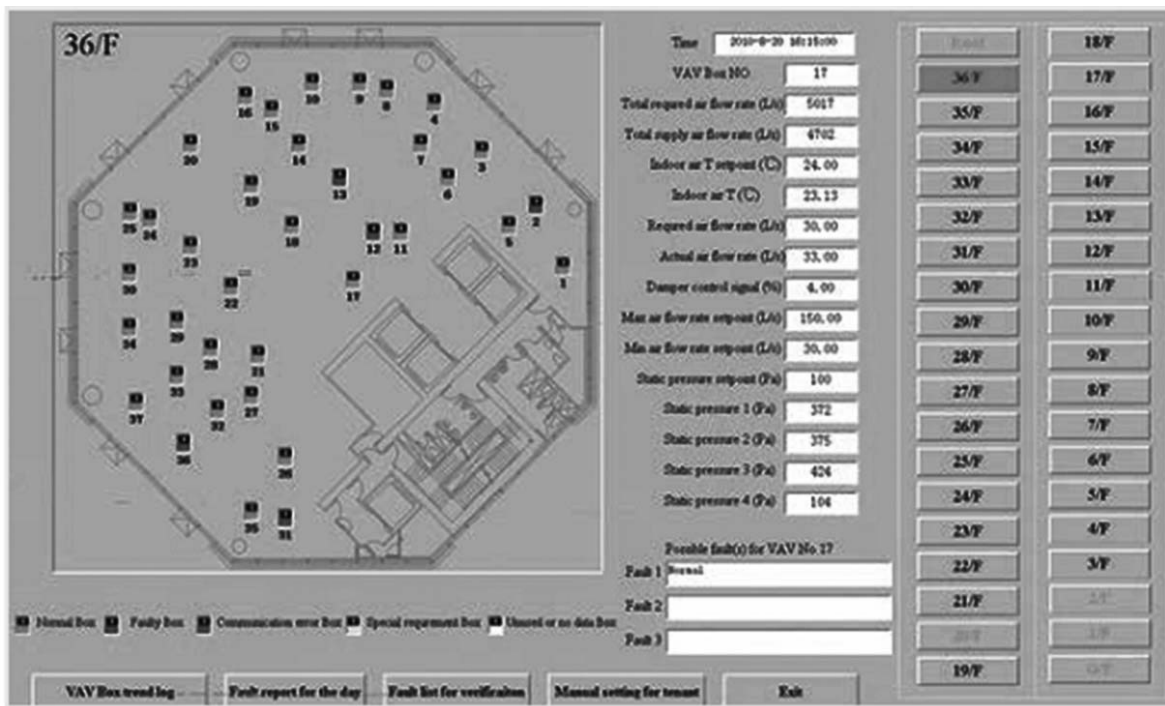 36/F
10
9
8
16
15
4
20
14
7
3
19
13
6
2
25
24
18
12
11
5
23
1
30
22
17
34
29
28
21
33
27
37
32
36
26
35
31
Time 2010-8-20 16:15:00
VAV Box NO 17
Total requred air flow rate (L/s) 5017
Total supply air flow rate (L/s) 4702
Indoor air T setpoint (℃) 24.00
Indoor air T (℃) 23.13
Requred air flow rate (L/s) 30.00
Actual air flow rate (L/s) 33.00
Damper control signal (%) 4.00
Max air flow rate setpoint (L/s) 150.00
Min air flow rate setpoint (L/s) 30.00
Static pressure setpoint (Pa) 100
Static pressure 1 (Pa) 372
Static pressure 2 (Pa) 375
Static pressure 3 (Pa) 424
Static pressure 4 (Pa) 104
Possible fault(s) for VAV No.17
Fault 1 Normal
Fault 2
Fault 3
Normal Box Faulty Box Communication error Box Special requirement Box Unused or no data Box
VAV Box trend log Fault report for the day Fault list for verificaiton Manual setting for tenant Exit
Roof 18/F
36/F 17/F
35/F 16/F
34/F 15/F
33/F 14/F
32/F 13/F
31/F 12/F
30/F 11/F
29/F 10/F
28/F 9/F
27/F 8/F
26/F 7/F
25/F 6/F
24/F 5/F
23/F 4/F
22/F 3/F
21/F 2/F
20/F 1/F
19/F G/F